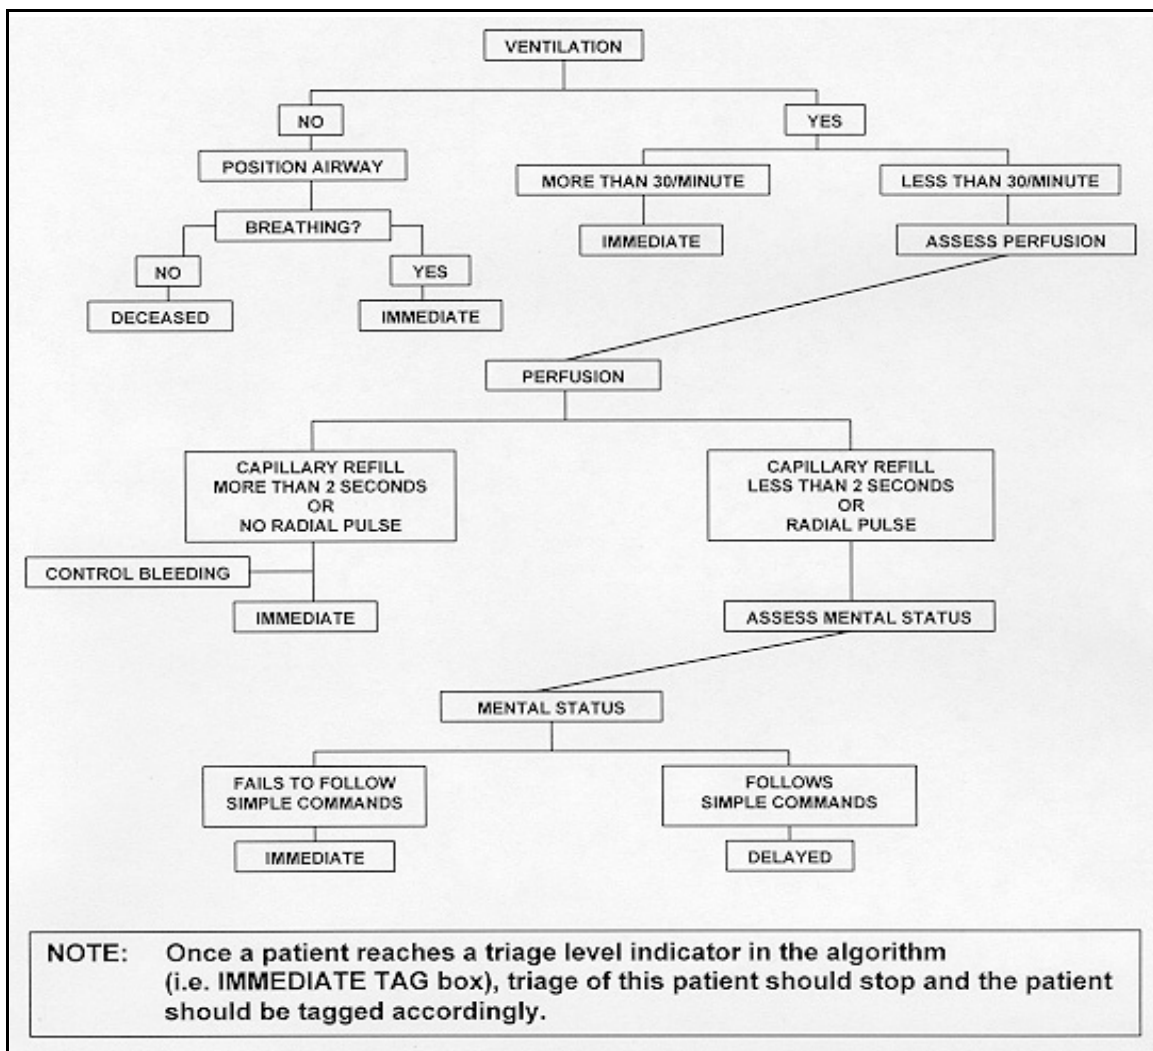 VENTILATION
NO
YES
POSITION AIRWAY
MORE THAN 30/MINUTE
LESS THAN 30/MINUTE
BREATHING?
IMMEDIATE
ASSESS PERFUSION
NO
YES
DECEASED
IMMEDIATE
PERFUSION
CAPILLARY REFILL
MORE THAN 2 SECONDS
OR
NO RADIAL PULSE
CAPILLARY REFILL
LESS THAN 2 SECONDS
OR
RADIAL PULSE
CONTROL BLEEDING
IMMEDIATE
ASSESS MENTAL STATUS
MENTAL STATUS
FAILS TO FOLLOW
SIMPLE COMMANDS
FOLLOWS
SIMPLE COMMANDS
IMMEDIATE
DELAYED
NOTE: Once a patient reaches a triage level indicator in the algorithm
(i.e. IMMEDIATE TAG box), triage of this patient should stop and the patient
should be tagged accordingly.